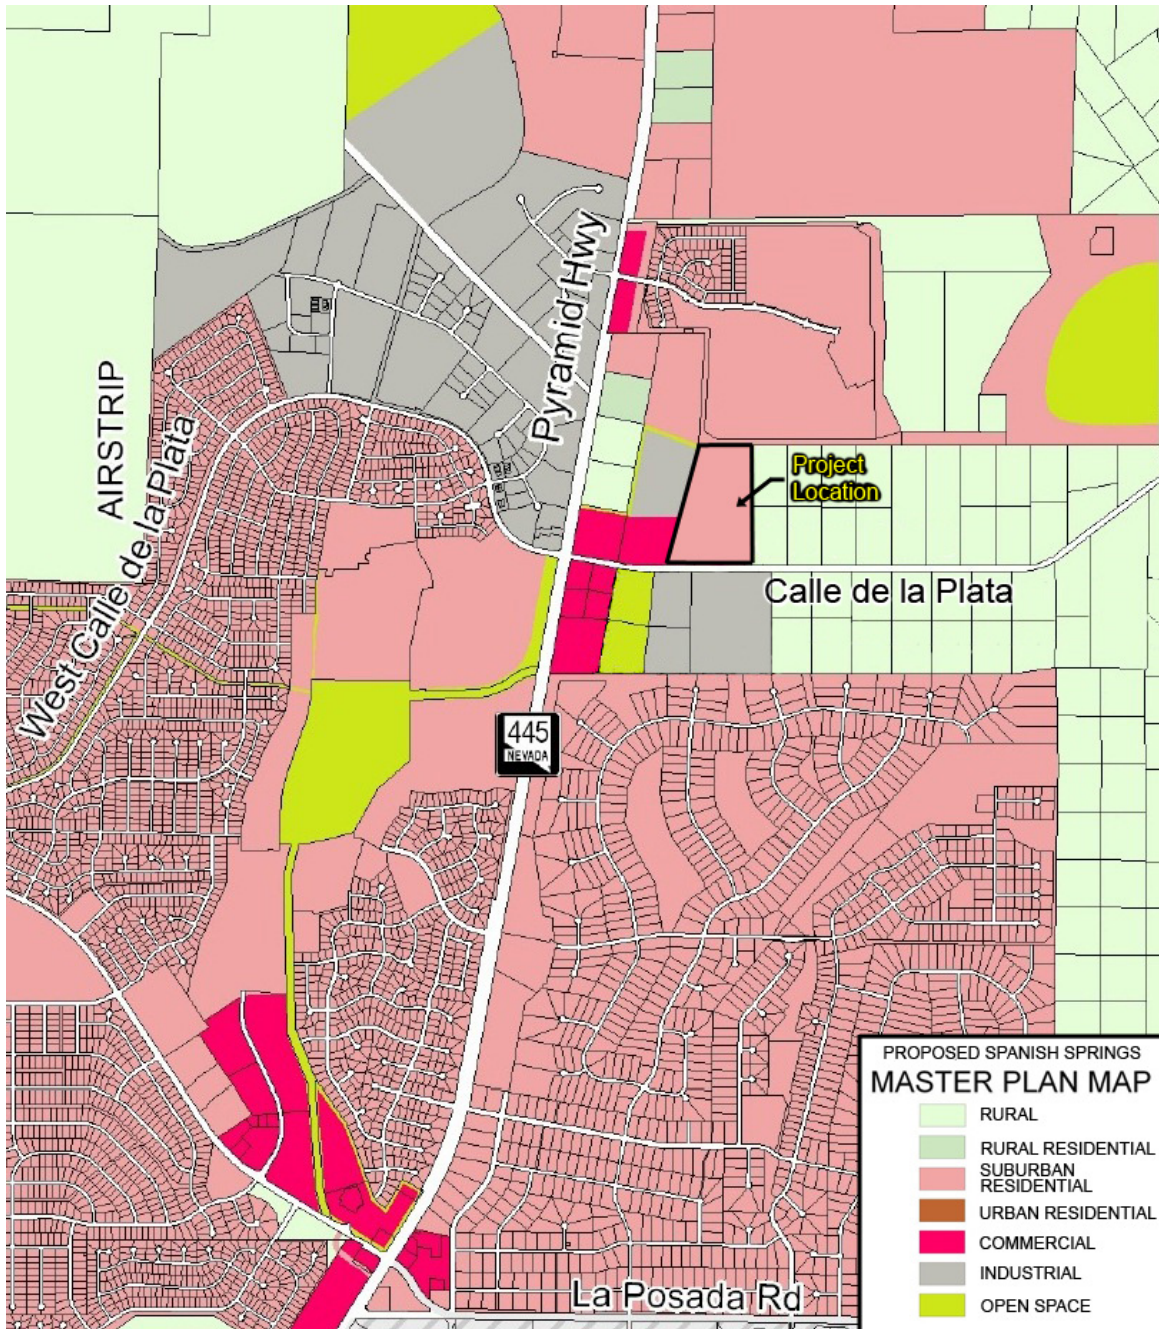 Pyramid Hwy
AIRSTRIP
West Calle de la Plata
Project
Location
Calle de la Plata
445
NEVADA
La Posada Rd
PROPOSED SPANISH SPRINGS
MASTER PLAN MAP
RURAL
RURAL RESIDENTIAL
SUBURBAN
RESIDENTIAL
URBAN RESIDENTIAL
COMMERCIAL
INDUSTRIAL
OPEN SPACE